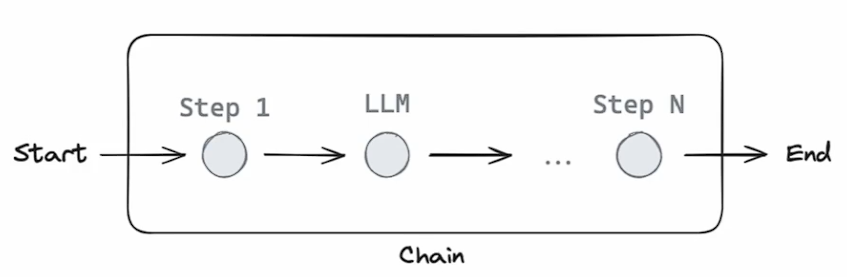 Step 1
LLM
Step N
Start
...
End
Chain